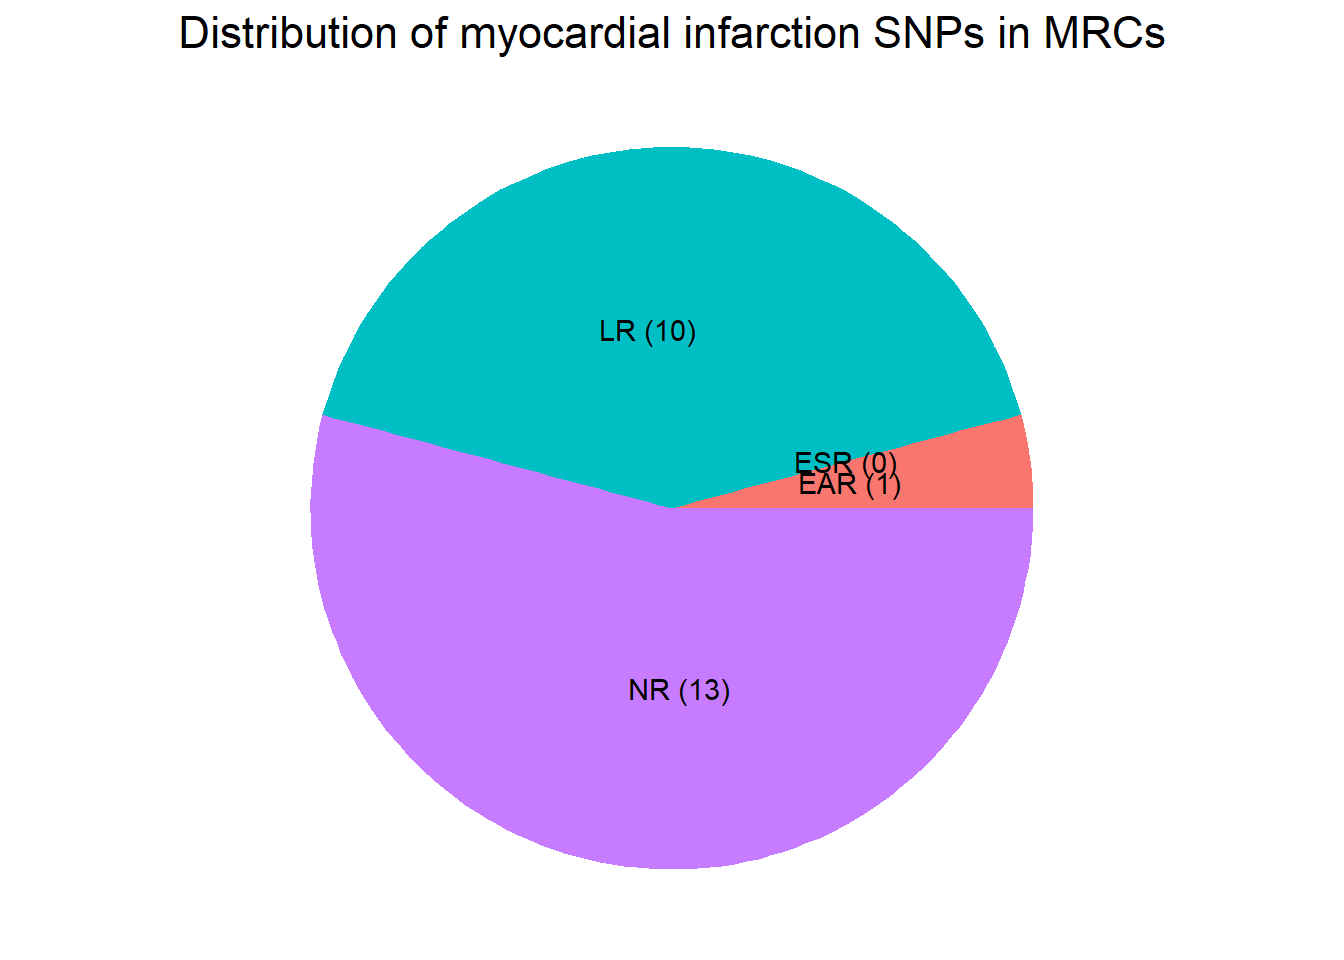 Distribution of myocardial infarction SNPs in MRCs
LR (10)
ESR (0)
EAR (1)
NR (13)